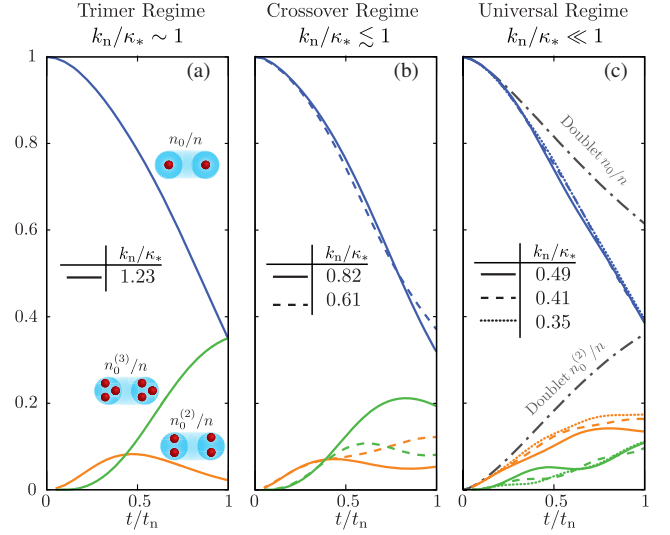 Trimer Regime
kₙ/κ* ~ 1
Crossover Regime
kₙ/κ* ≲ 1
Universal Regime
kₙ/κ* ≪ 1
1
0.8
0.6
0.4
0.2
0
(a)
n₀/n
kₙ/κ*
1.23
n₀⁽³⁾/n
n₀⁽²⁾/n
0.5
1
t/tₙ
(b)
kₙ/κ*
0.82
0.61
0
0.5
1
t/tₙ
(c)
Doublet n₀/n
kₙ/κ*
0.49
0.41
0.35
Doublet n₀⁽²⁾/n
0
0.5
1
t/tₙ